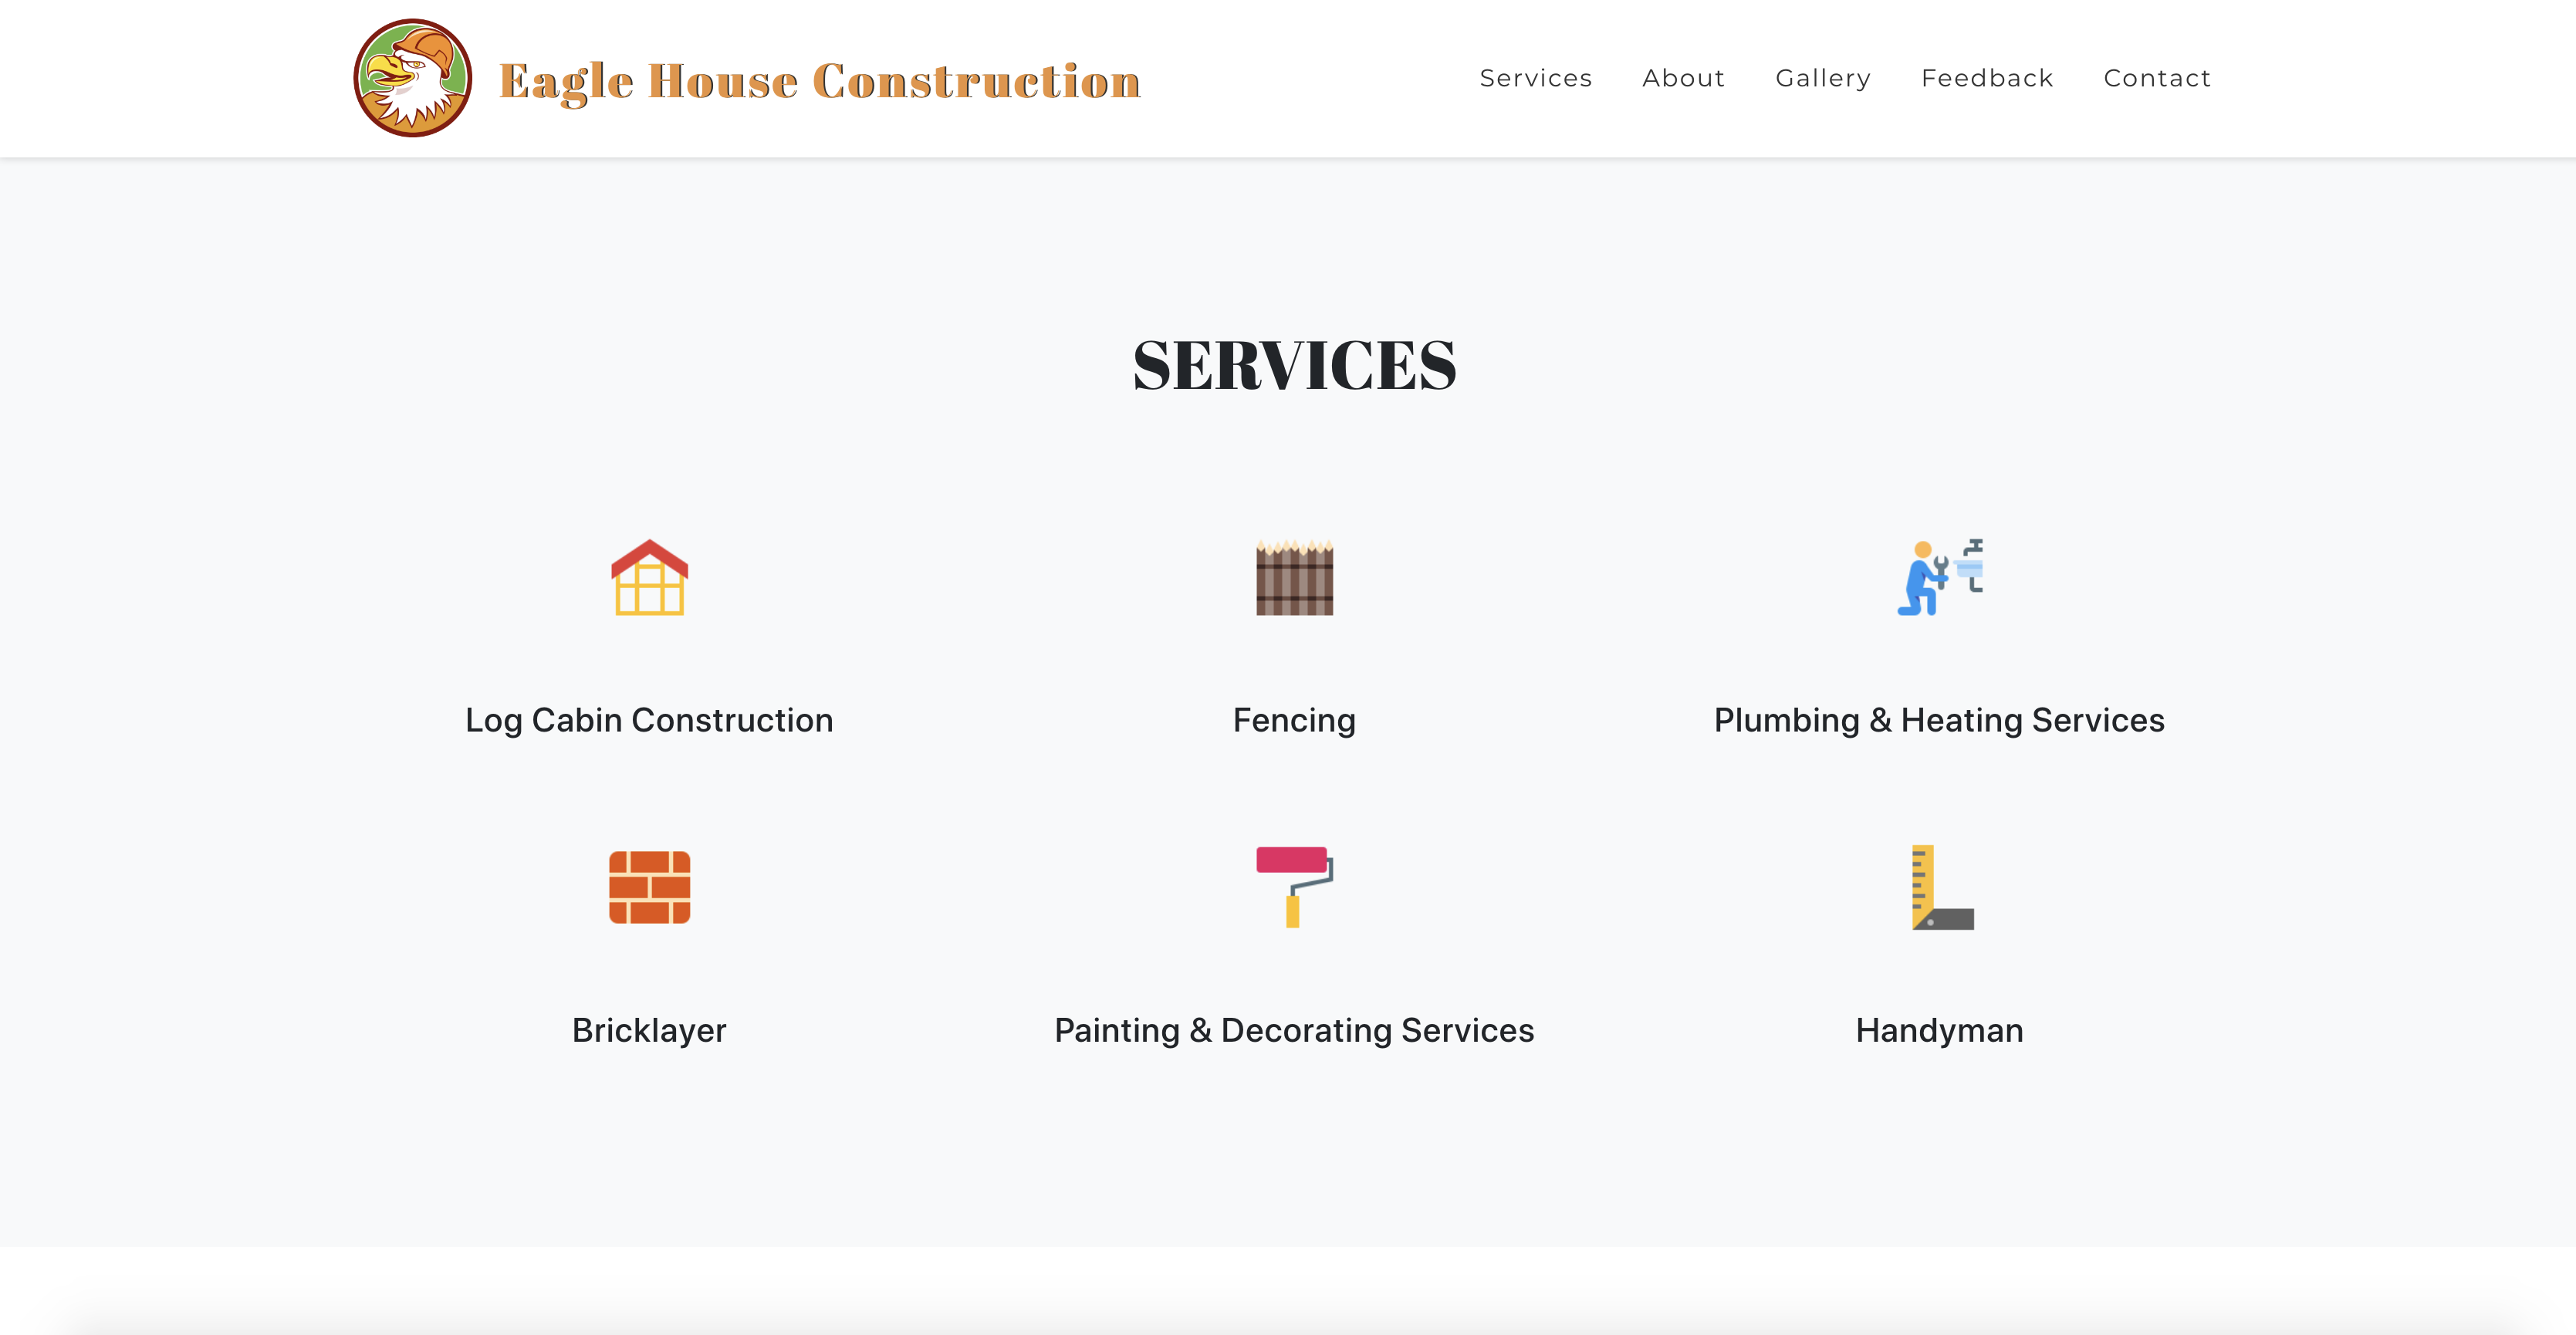 Eagle House Construction
Services About Gallery Feedback Contact
SERVICES
Log Cabin Construction
Fencing
Plumbing & Heating Services
Bricklayer
Painting & Decorating Services
Handyman